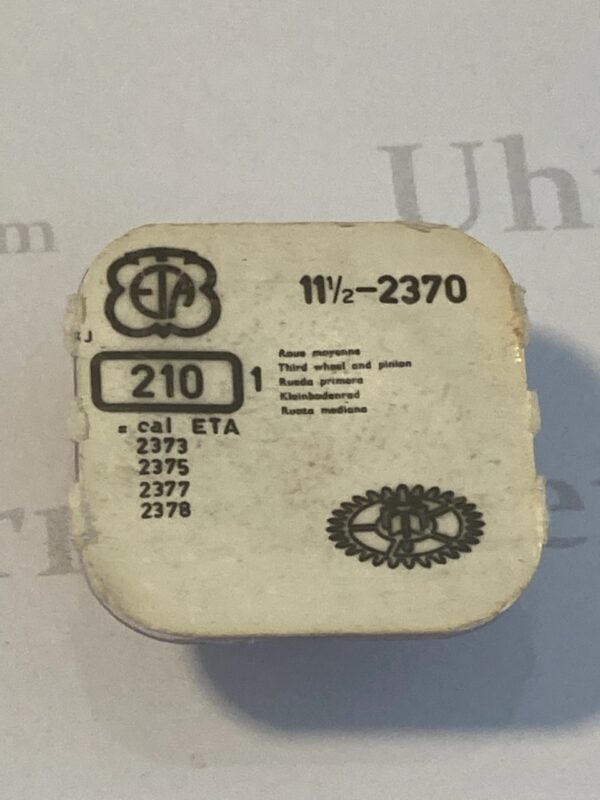 Uh
m
ETA
11½-2370
J
210 1
Roue moyenne
Third wheel and pinion
Rueda primera
Kleinbodenrad
Ruota mediana
= cal ETA
2373
2375
2377
2378